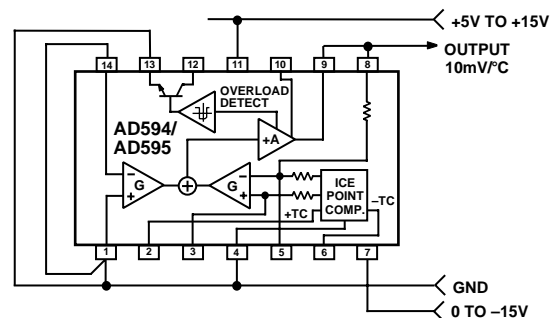 +5V TO +15V
OUTPUT
10mV/°C
14 13 12 11 10 9 8
OVERLOAD
DETECT
AD594/
AD595
+A
– –
G G
+ +
ICE
POINT
COMP.
–TC
+TC
1 2 3 4 5 6 7
GND
0 TO –15V